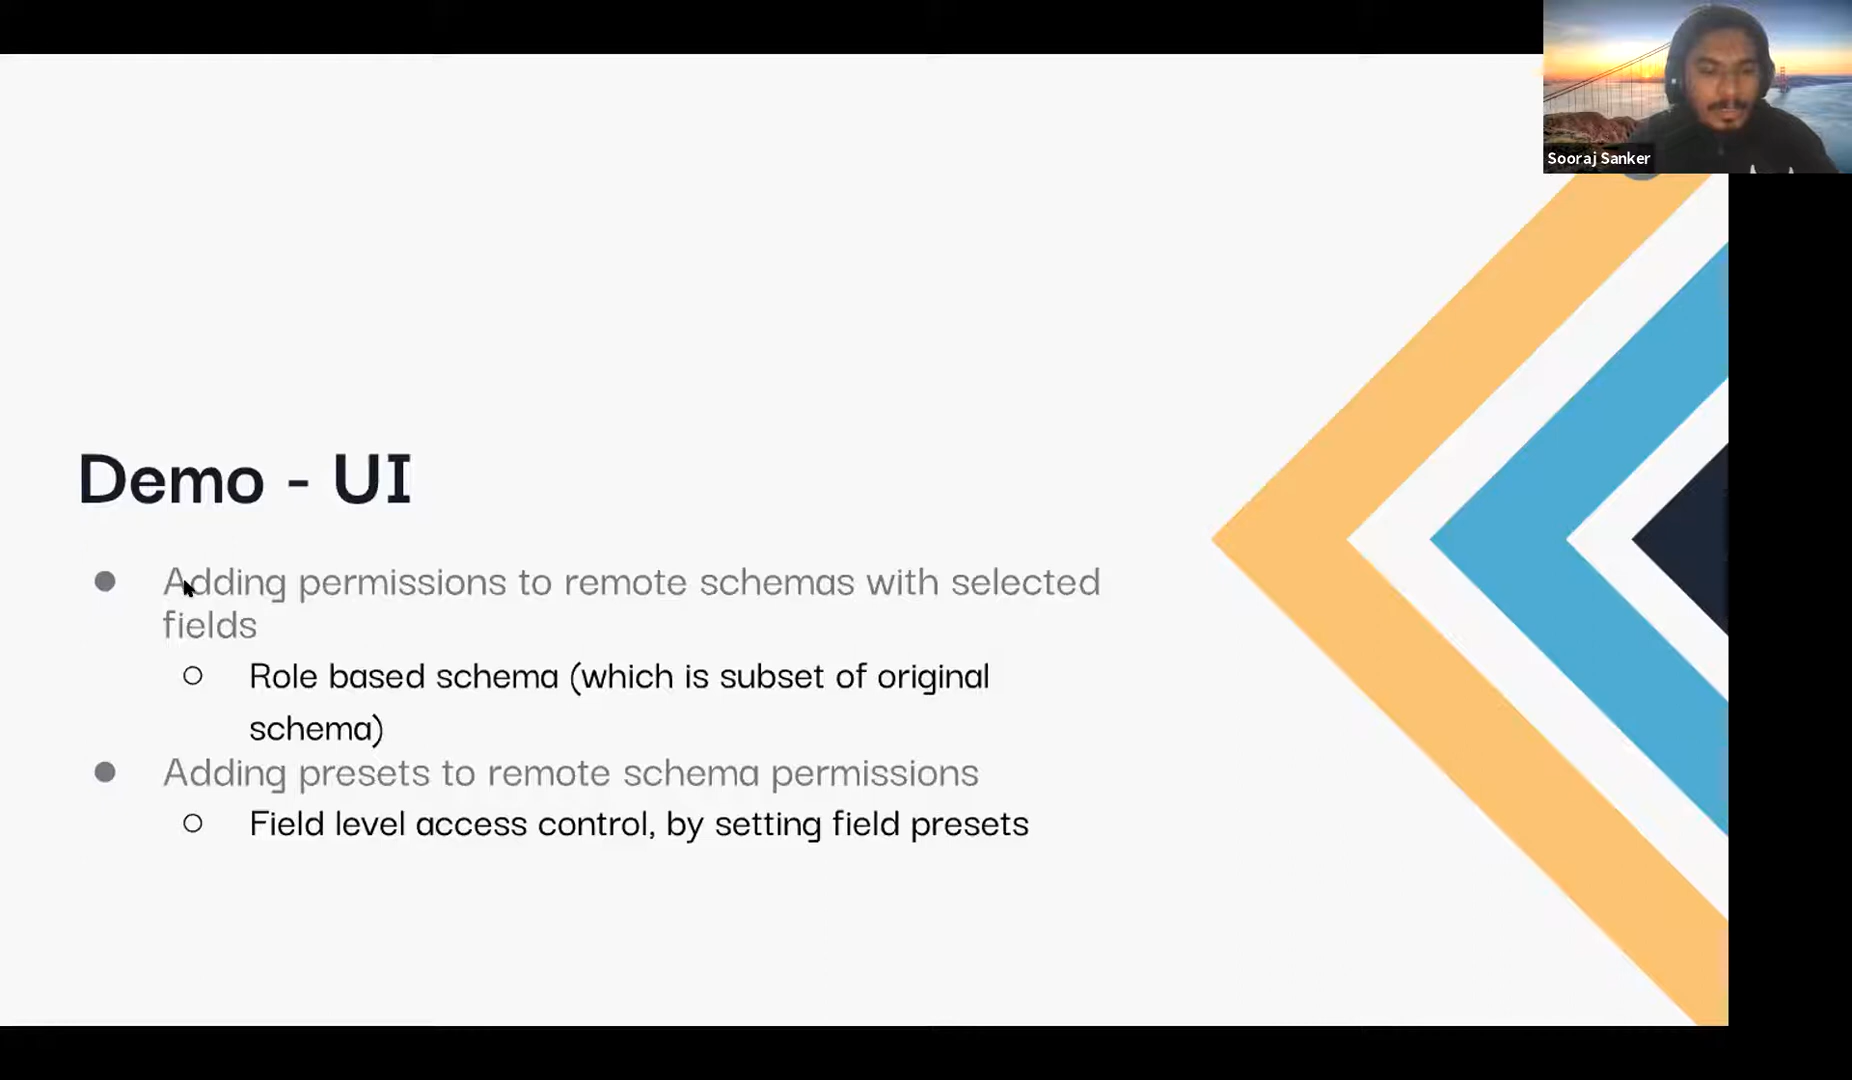 Sooraj Sanker
Demo - UI
Adding permissions to remote schemas with selected
fields
Role based schema (which is subset of original
schema)
Adding presets to remote schema permissions
Field level access control, by setting field presets